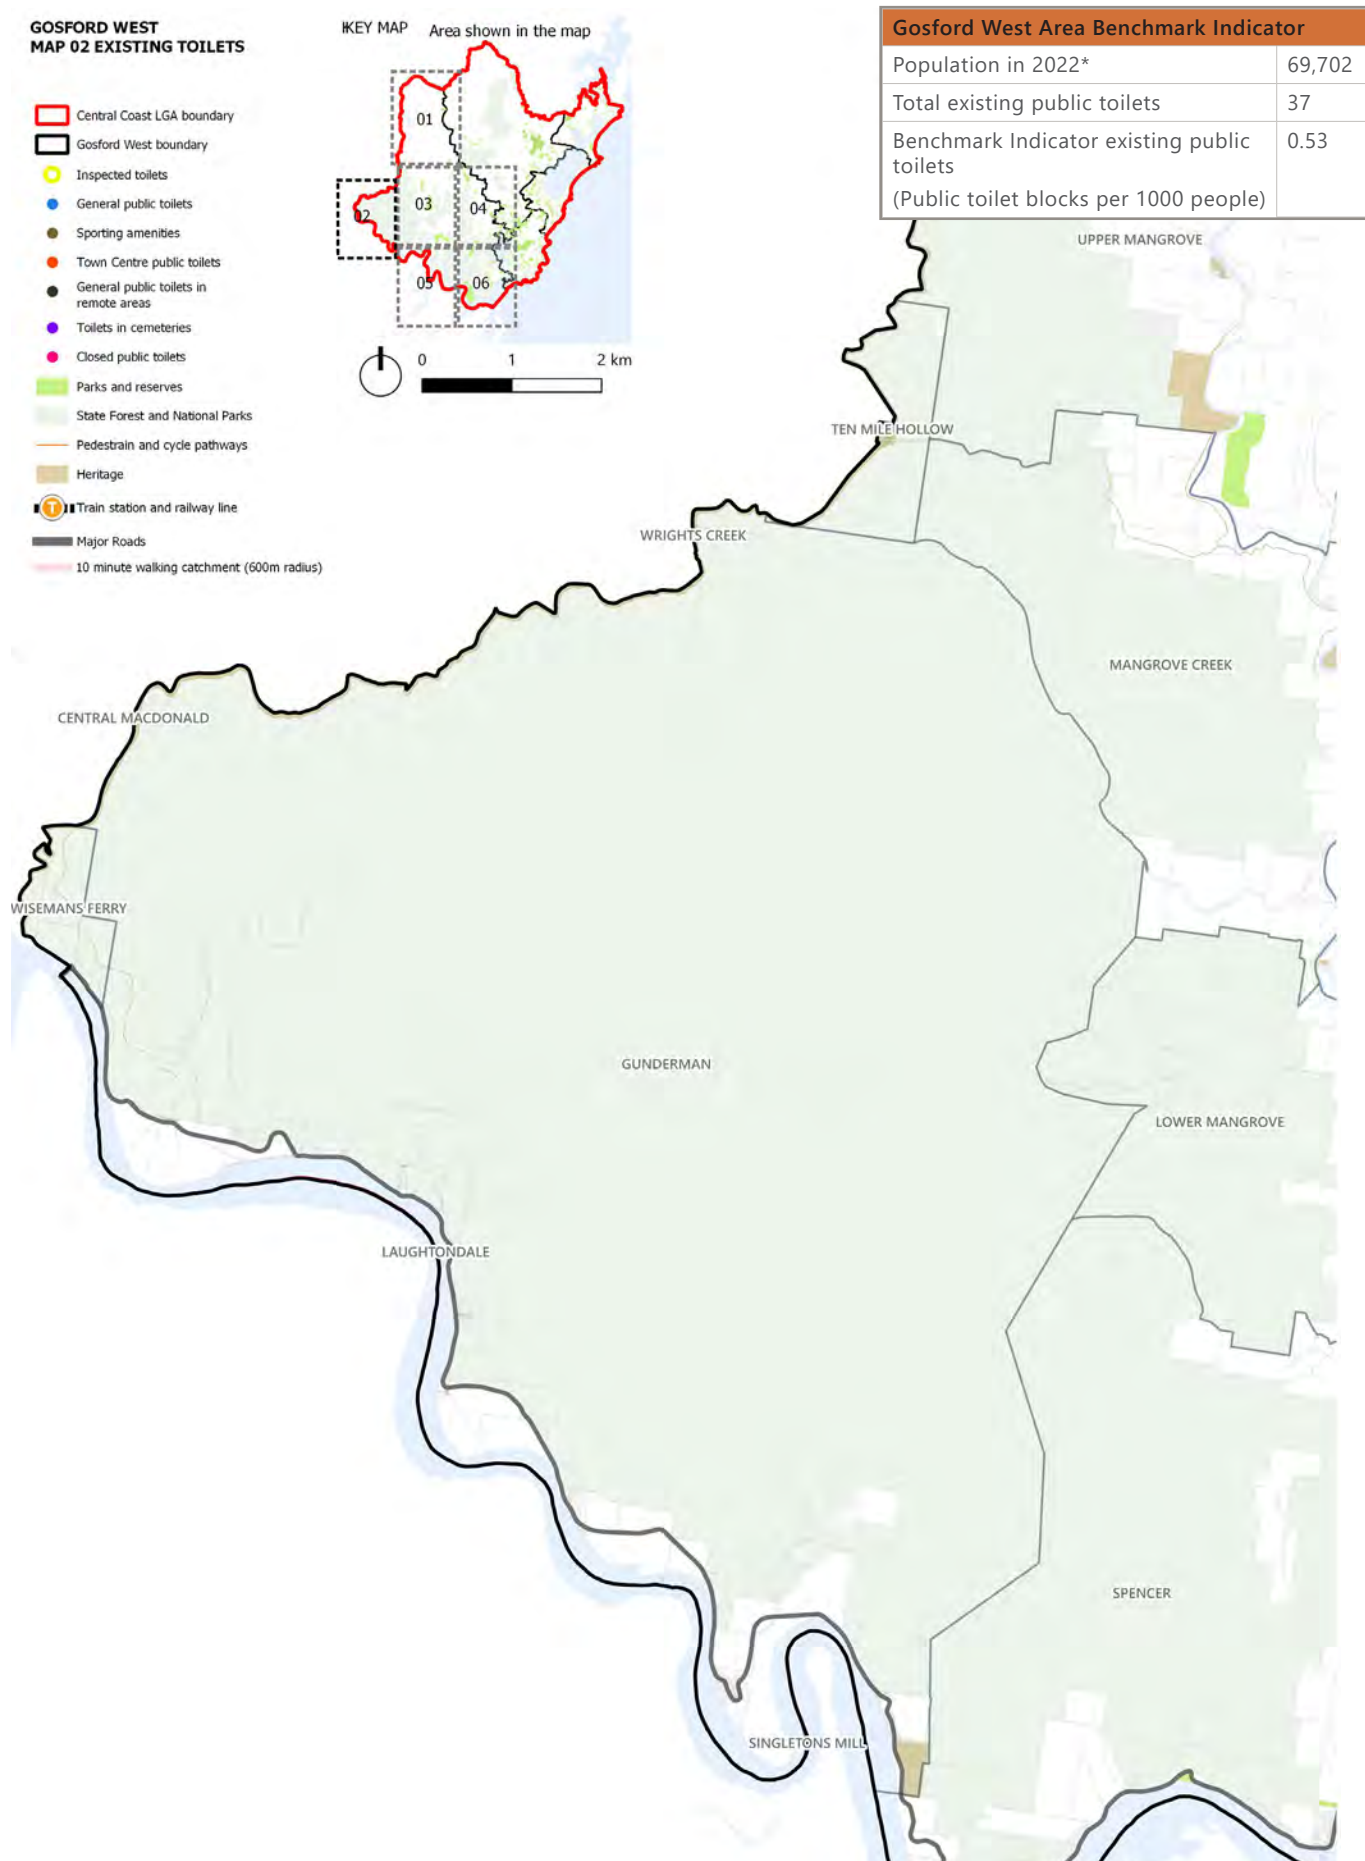 GOSFORD WEST
MAP 02 EXISTING TOILETS
Central Coast LGA boundary
Gosford West boundary
Inspected toilets
General public toilets
Sporting amenities
Town Centre public toilets
General public toilets in
remote areas
Toilets in cemeteries
Closed public toilets
Parks and reserves
State Forest and National Parks
Pedestrain and cycle pathways
Heritage
T Train station and railway line
Major Roads
10 minute walking catchment (600m radius)
KEY MAP
Area shown in the map
01
02
03
04
05
06
0 1 2 km
Gosford West Area Benchmark Indicator
Population in 2022* 69,702
Total existing public toilets 37
Benchmark Indicator existing public 0.53
toilets
(Public toilet blocks per 1000 people)
UPPER MANGROVE
TEN MILE HOLLOW
WRIGHTS CREEK
MANGROVE CREEK
CENTRAL MACDONALD
WISEMANS FERRY
GUNDERMAN
LOWER MANGROVE
LAUGHTONDALE
SPENCER
SINGLETONS MILL